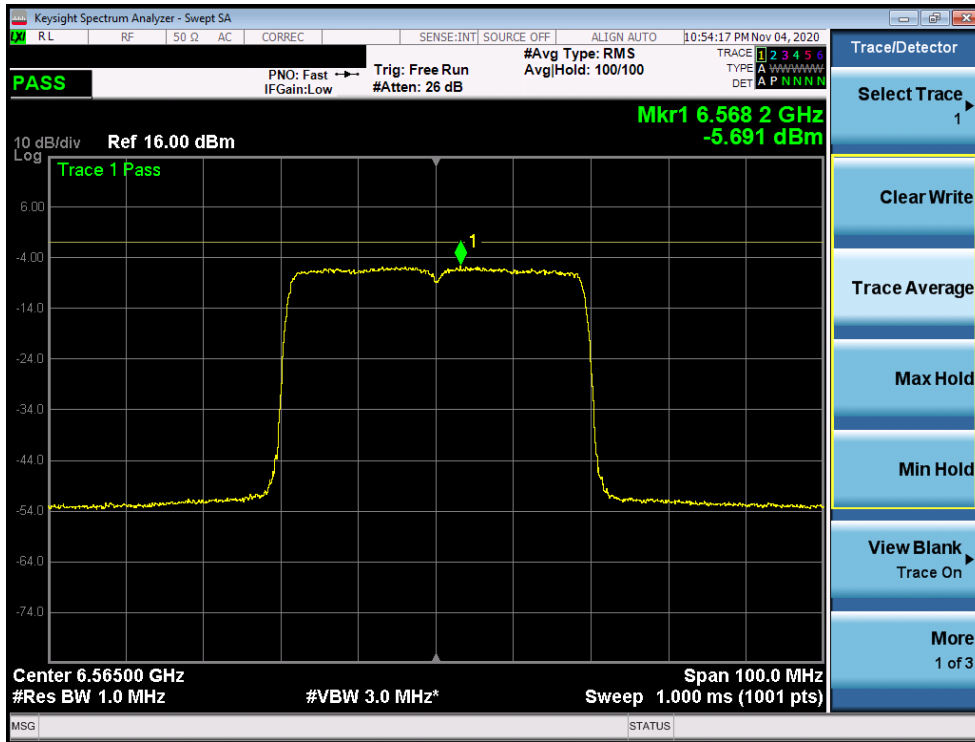 Keysight Spectrum Analyzer - Swept SA
LXI RL RF 50 Ω AC CORREC SENSE:INT SOURCE OFF ALIGN AUTO 10:54:17 PM Nov 04, 2020
PASS
PNO: Fast
IFGain:Low
Trig: Free Run
#Atten: 26 dB
#Avg Type: RMS
Avg|Hold: 100/100
TRACE 1 2 3 4 5 6
TYPE A WWWWW
DET A P N N N N
Mkr1 6.568 2 GHz
-5.691 dBm
10 dB/div Ref 16.00 dBm
Log
Trace 1 Pass
1
6.00
-4.00
-14.0
-24.0
-34.0
-44.0
-54.0
-64.0
-74.0
Center 6.56500 GHz Span 100.0 MHz
#Res BW 1.0 MHz #VBW 3.0 MHz* Sweep 1.000 ms (1001 pts)
MSG STATUS
Trace/Detector
Select Trace
1
Clear Write
Trace Average
Max Hold
Min Hold
View Blank
Trace On
More
1 of 3